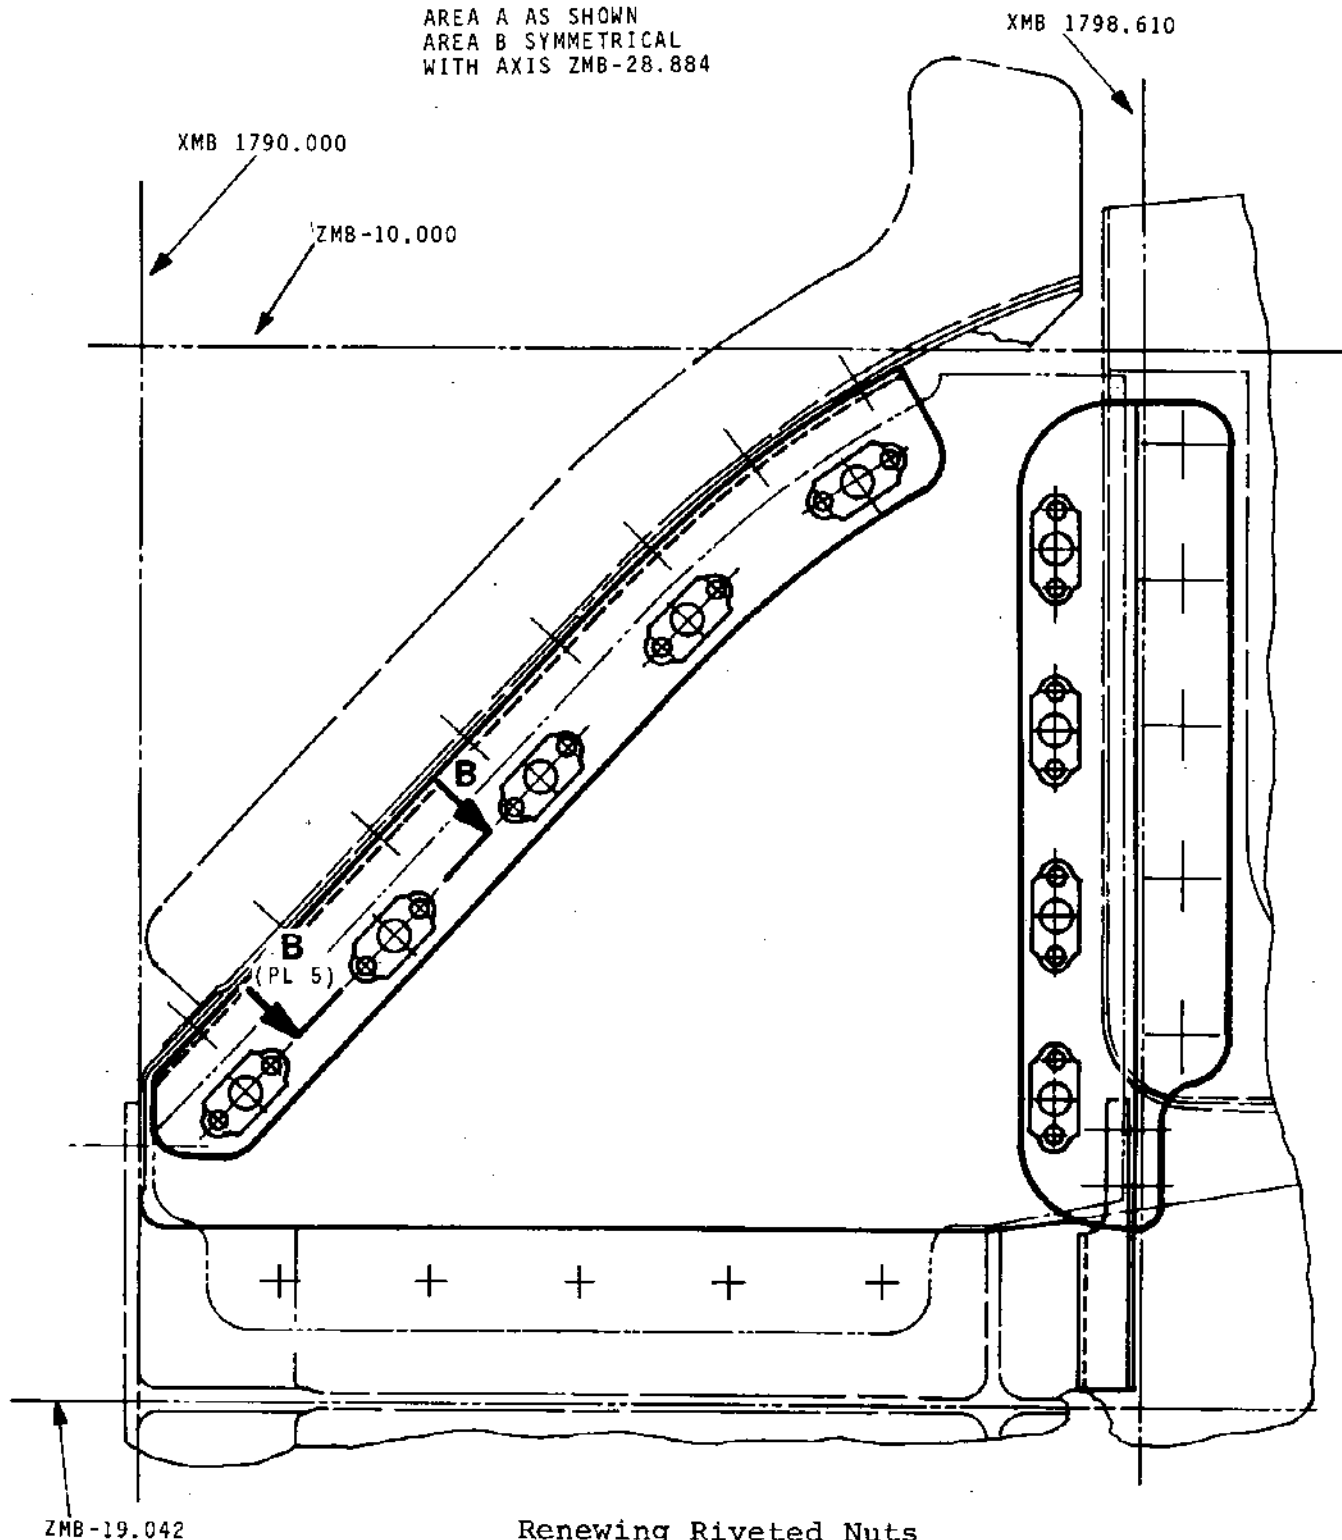 AREA A AS SHOWN
AREA B SYMMETRICAL
WITH AXIS ZMB-28.884
XMB 1798.610
XMB 1790.000
ZMB-10.000
B
B
(PL 5)
ZMB-19.042
Renewing Riveted Nuts